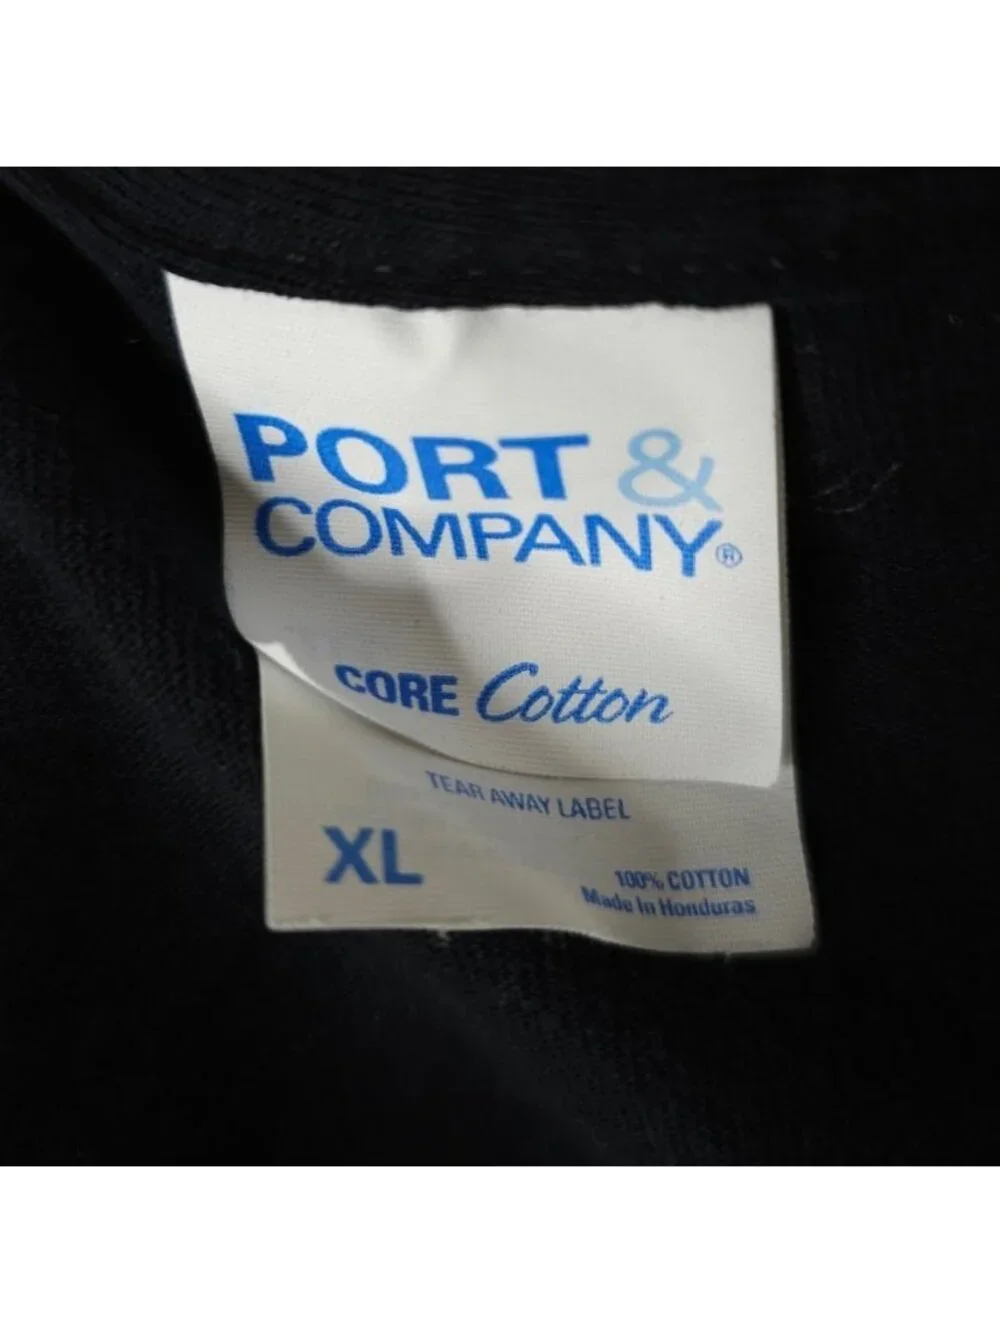 PORT &
COMPANY®
CORE Cotton
TEAR AWAY LABEL
XL
100% COTTON
Made In Honduras